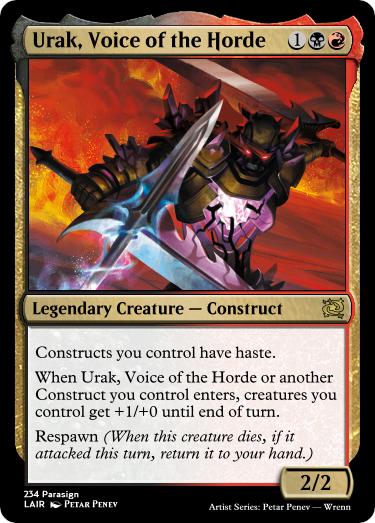 Urak, Voice of the Horde 1
Legendary Creature — Construct
Constructs you control have haste.
When Urak, Voice of the Horde or another
Construct you control enters, creatures you
control get +1/+0 until end of turn.
Respawn (When this creature dies, if it
attacked this turn, return it to your hand.)
2/2
234 Parasign
LAIR Petar Penev
Artist Series: Petar Penev — Wrenn